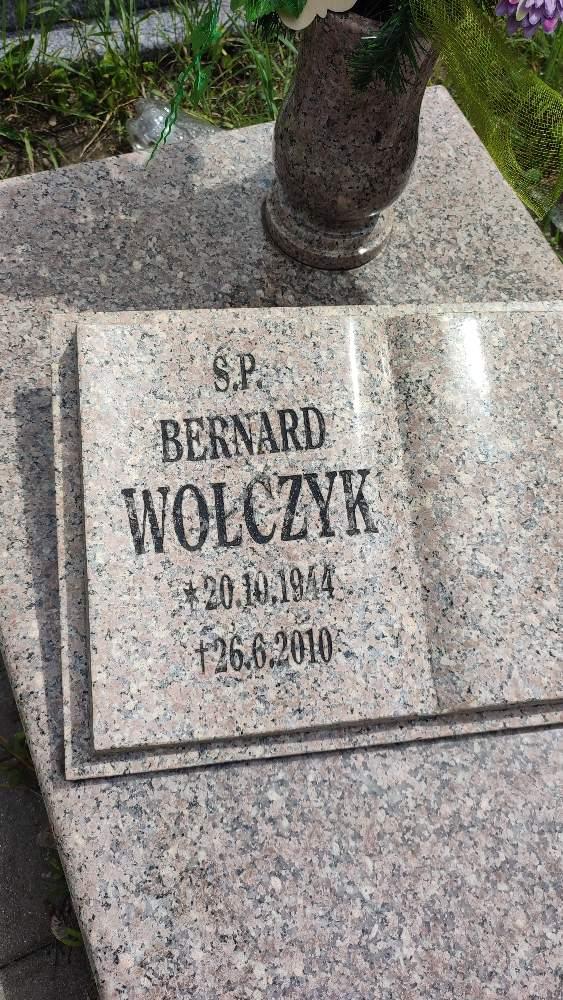 Ś.P.
BERNARD
WOŁCZYK
*20.10.1944
†26.6.2010